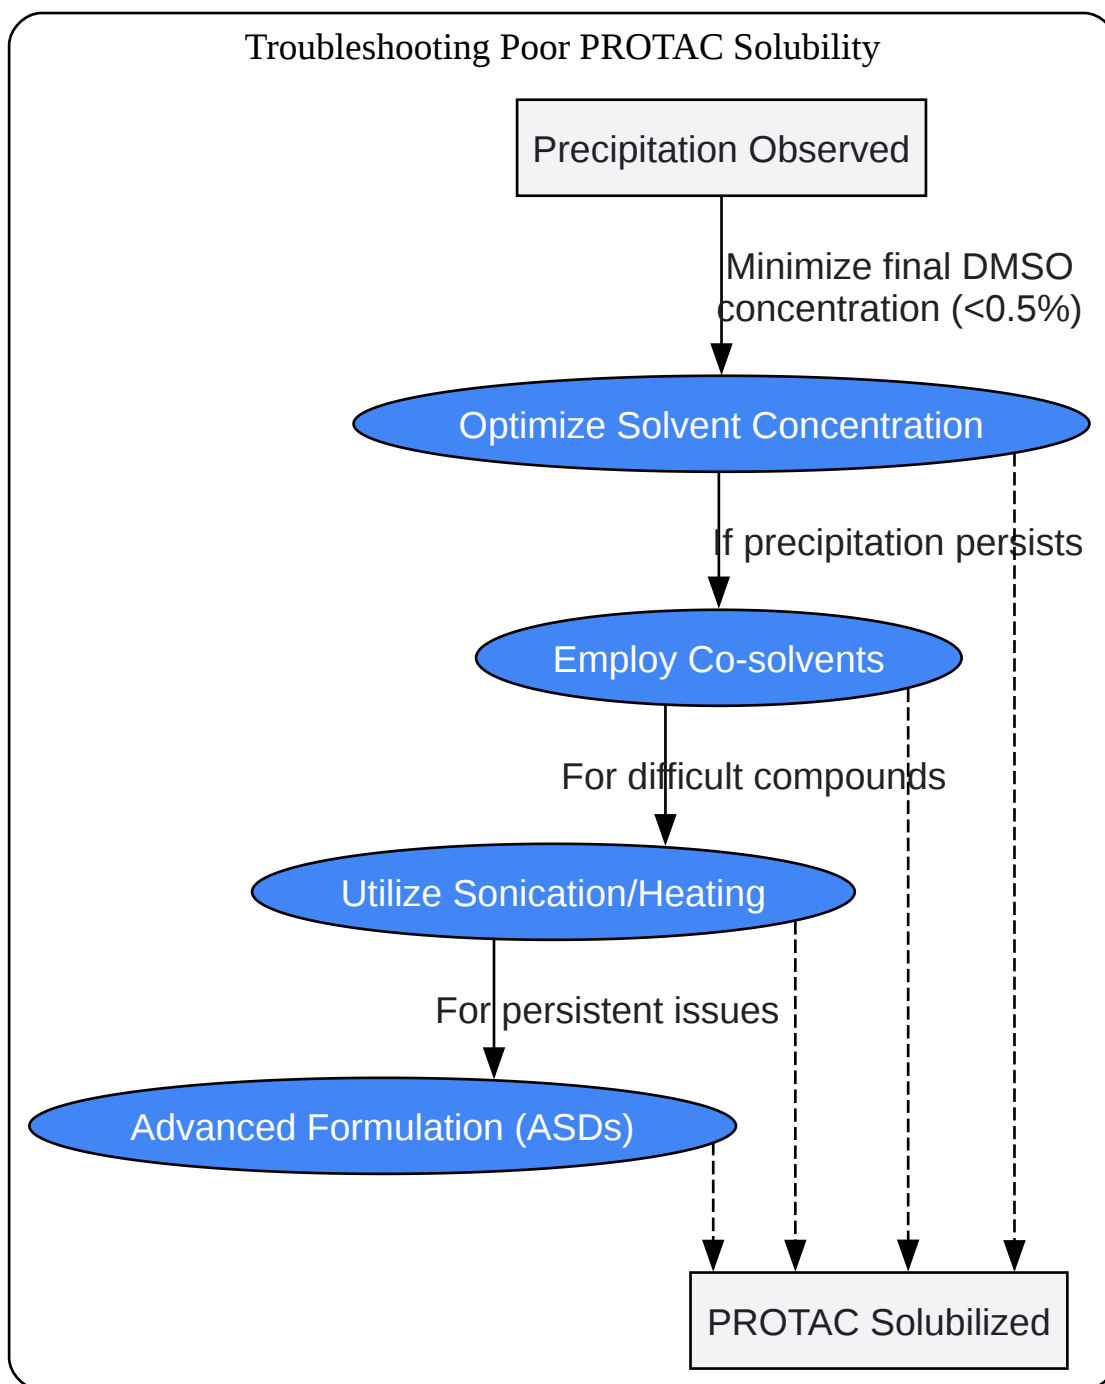 Troubleshooting Poor PROTAC Solubility
Precipitation Observed
Minimize final DMSO
concentration (<0.5%)
Optimize Solvent Concentration
If precipitation persists
Employ Co-solvents
For difficult compounds
Utilize Sonication/Heating
For persistent issues
Advanced Formulation (ASDs)
PROTAC Solubilized